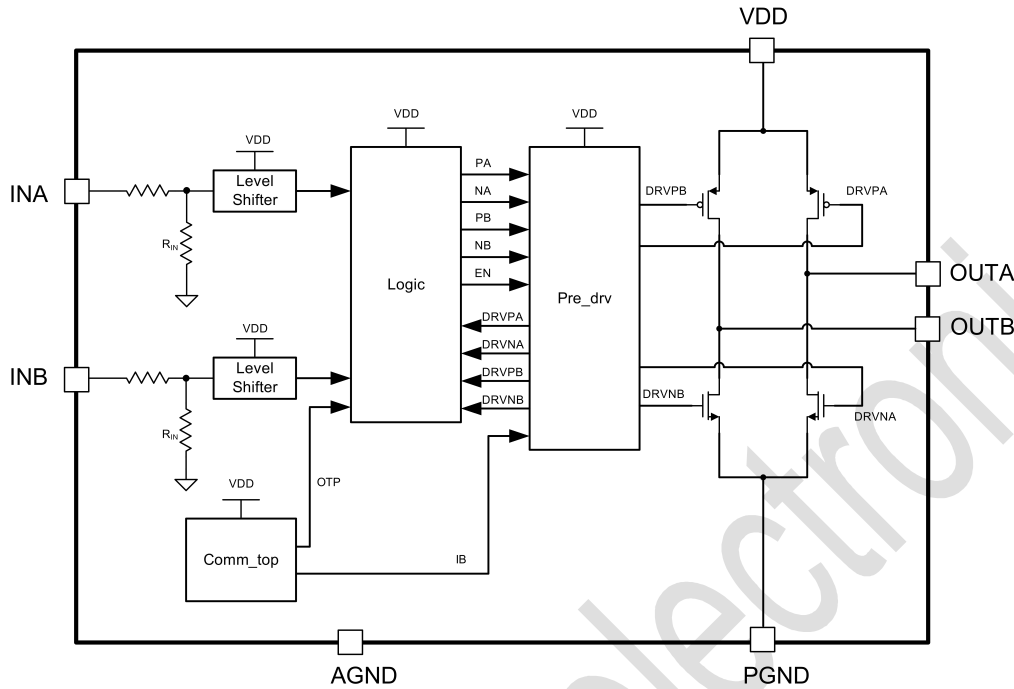 VDD
VDD
VDD
VDD
INA
Level
Shifter
R_IN
Logic
PA
NA
PB
NB
EN
DRVPA
DRVNA
DRVPB
DRVNB
Pre_drv
DRVPB
DRVPA
OUTA
OUTB
INB
VDD
Level
Shifter
R_IN
DRVNB
DRVNA
OTP
VDD
Comm_top
IB
AGND
PGND